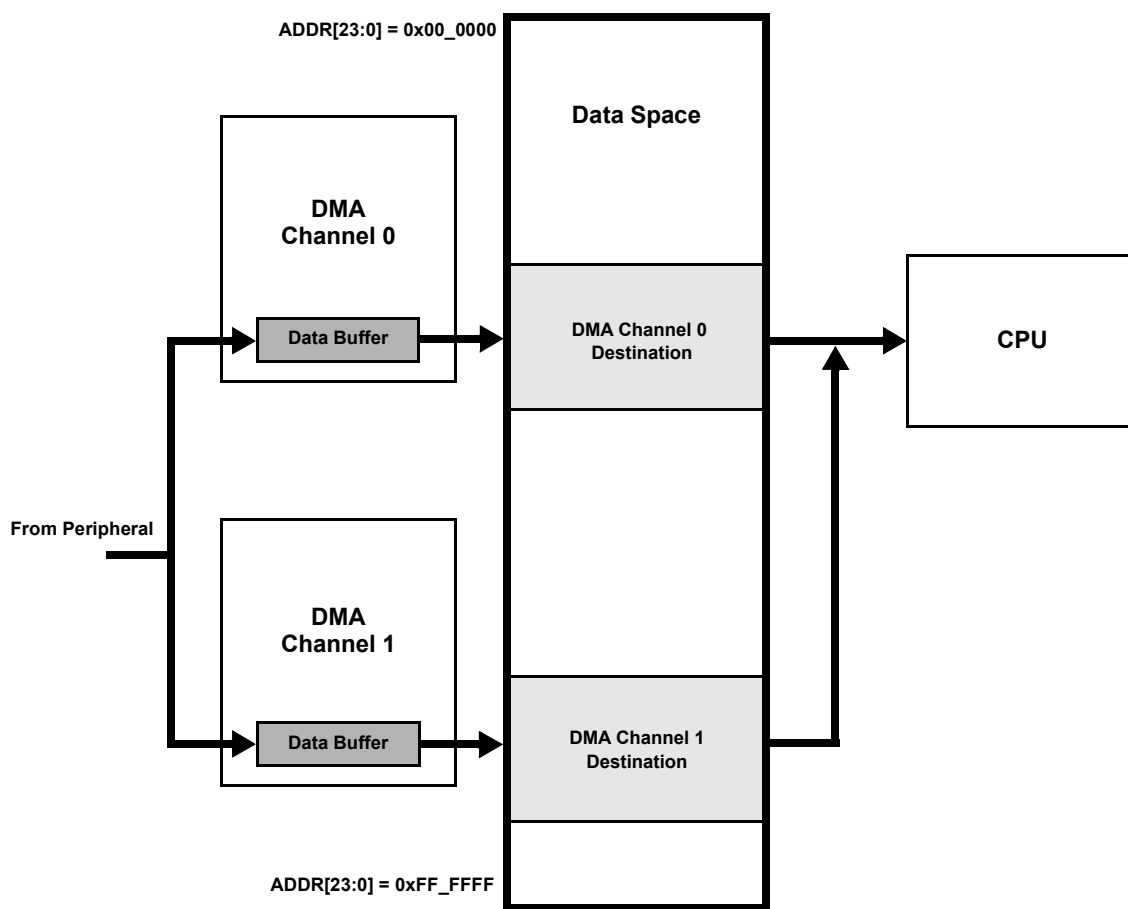 ADDR[23:0] = 0x00_0000
Data Space
DMA
Channel 0
Data Buffer
DMA Channel 0
Destination
CPU
From Peripheral
DMA
Channel 1
Data Buffer
DMA Channel 1
Destination
ADDR[23:0] = 0xFF_FFFF